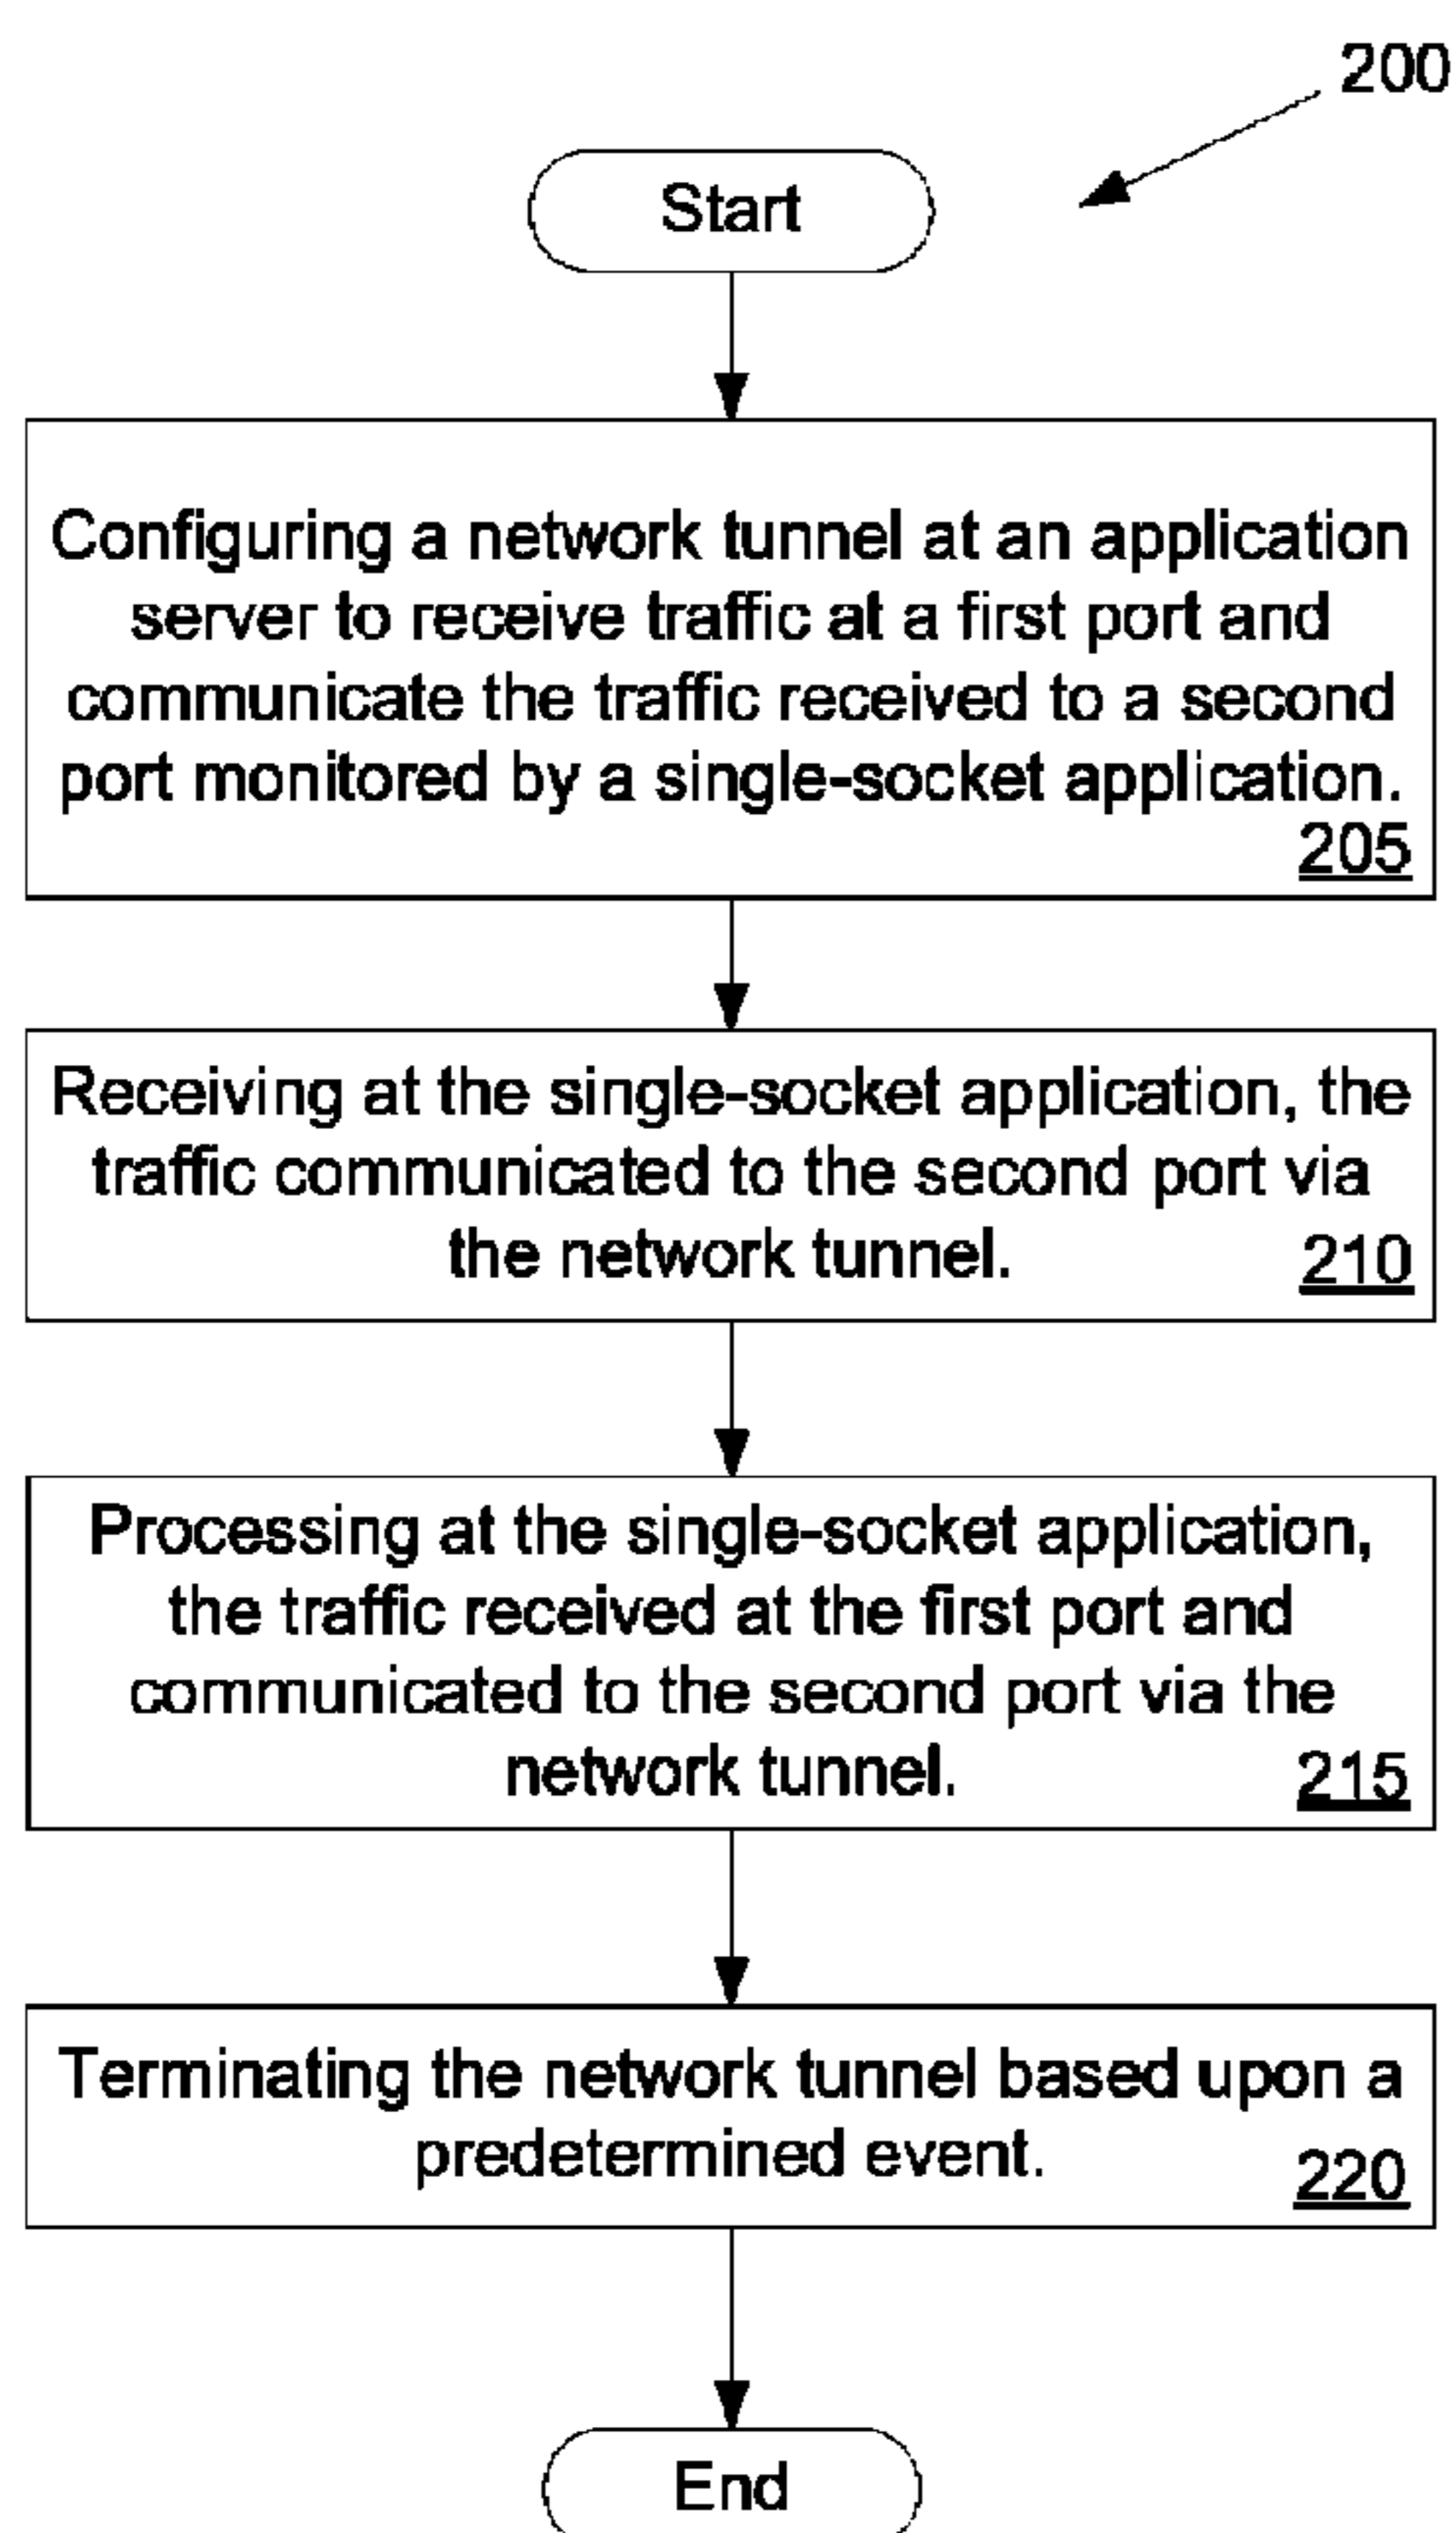 200
Start
Configuring a network tunnel at an application
server to receive traffic at a first port and
communicate the traffic received to a second
port monitored by a single-socket application.
205
Receiving at the single-socket application, the
traffic communicated to the second port via
the network tunnel.
210
Processing at the single-socket application,
the traffic received at the first port and
communicated to the second port via the
network tunnel.
215
Terminating the network tunnel based upon a
predetermined event.
220
End